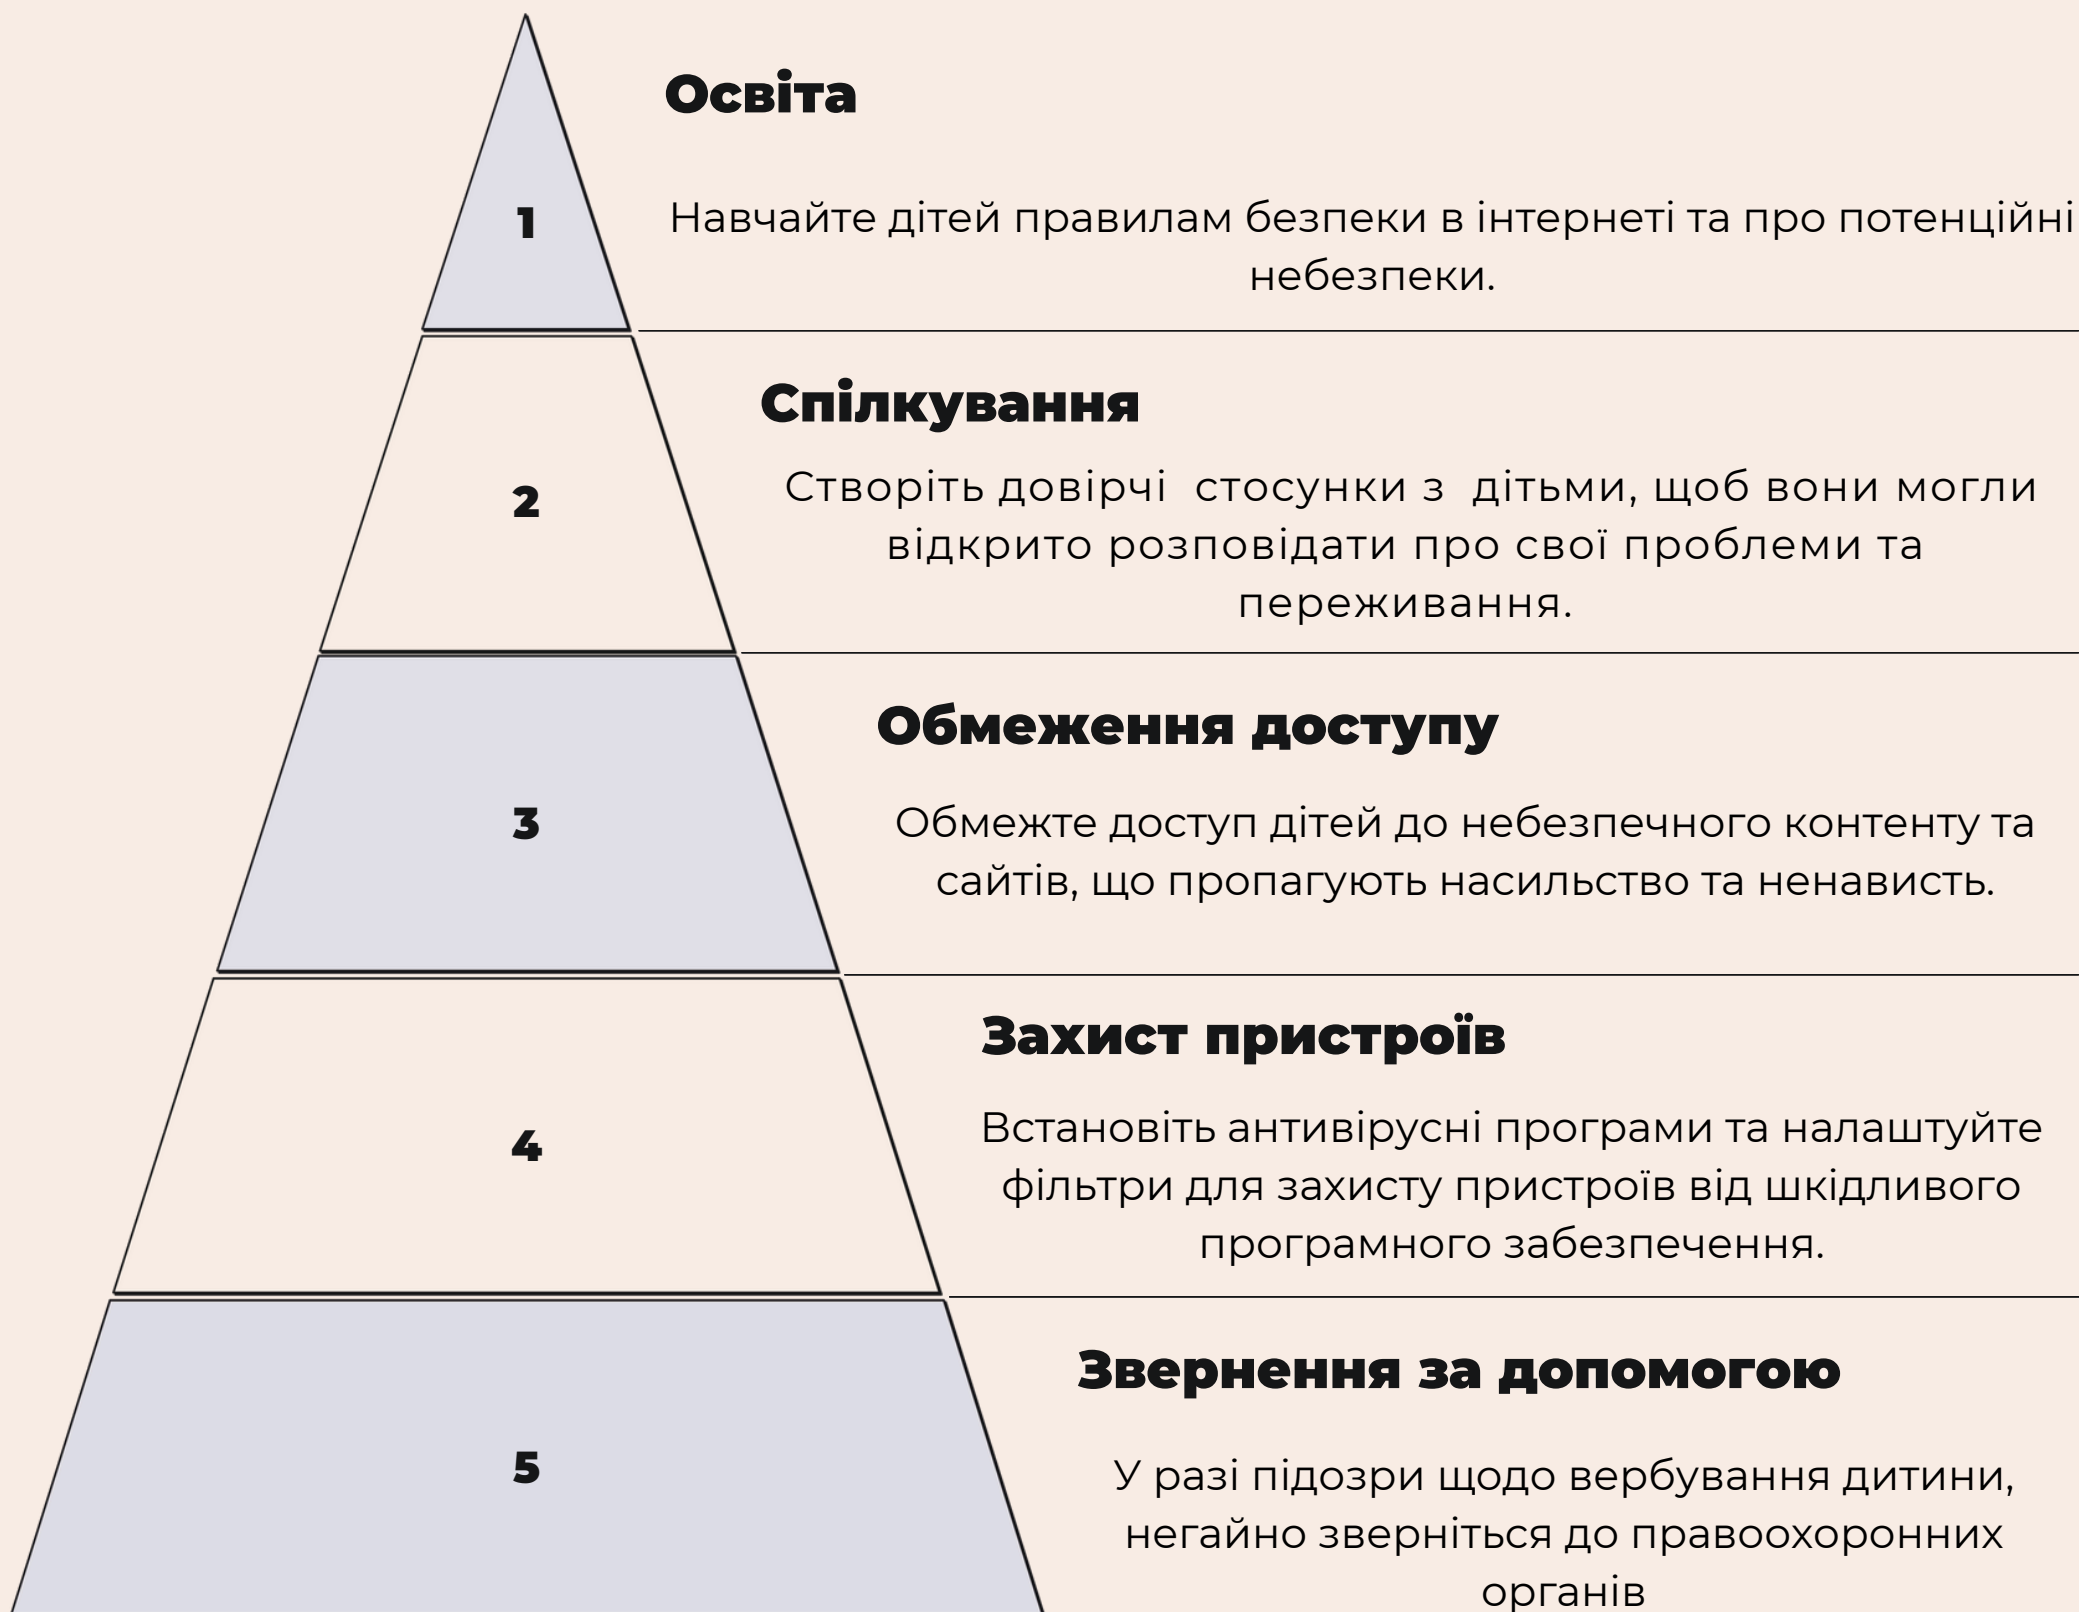 Освіта
1
Навчайте дітей правилам безпеки в інтернеті та про потенційні
небезпеки.
Спілкування
2
Створіть довірчі стосунки з дітьми, щоб вони могли
відкрито розповідати про свої проблеми та
переживання.
Обмеження доступу
3
Обмежте доступ дітей до небезпечного контенту та
сайтів, що пропагують насильство та ненависть.
Захист пристроїв
4
Встановіть антивірусні програми та налаштуйте
фільтри для захисту пристроїв від шкідливого
програмного забезпечення.
Звернення за допомогою
5
У разі підозри щодо вербування дитини,
негайно зверніться до правоохоронних
органів